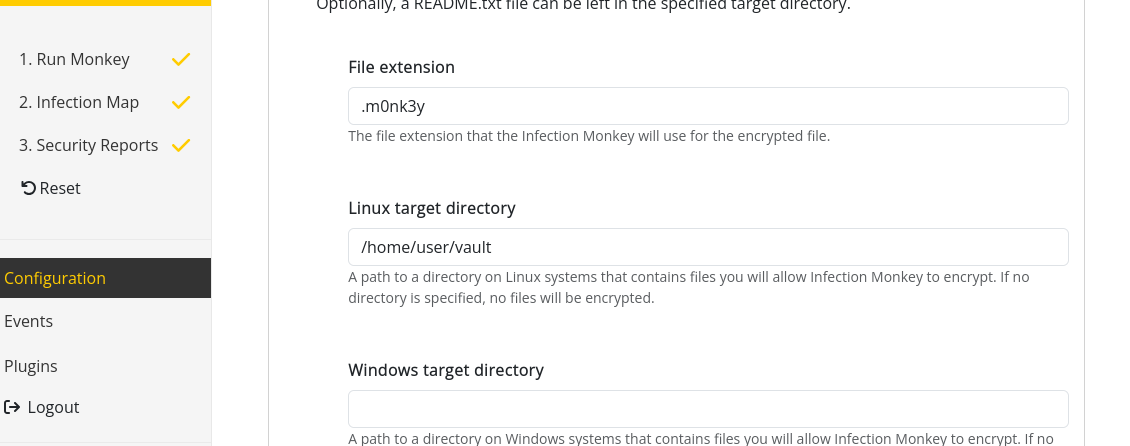 Optionally, a README.txt file can be left in the specified target directory.
1. Run Monkey
2. Infection Map
3. Security Reports
Reset
Configuration
Events
Plugins
Logout
File extension
.m0nk3y
The file extension that the Infection Monkey will use for the encrypted file.
Linux target directory
/home/user/vault
A path to a directory on Linux systems that contains files you will allow Infection Monkey to encrypt. If no
directory is specified, no files will be encrypted.
Windows target directory
A path to a directory on Windows systems that contains files you will allow Infection Monkey to encrypt. If no